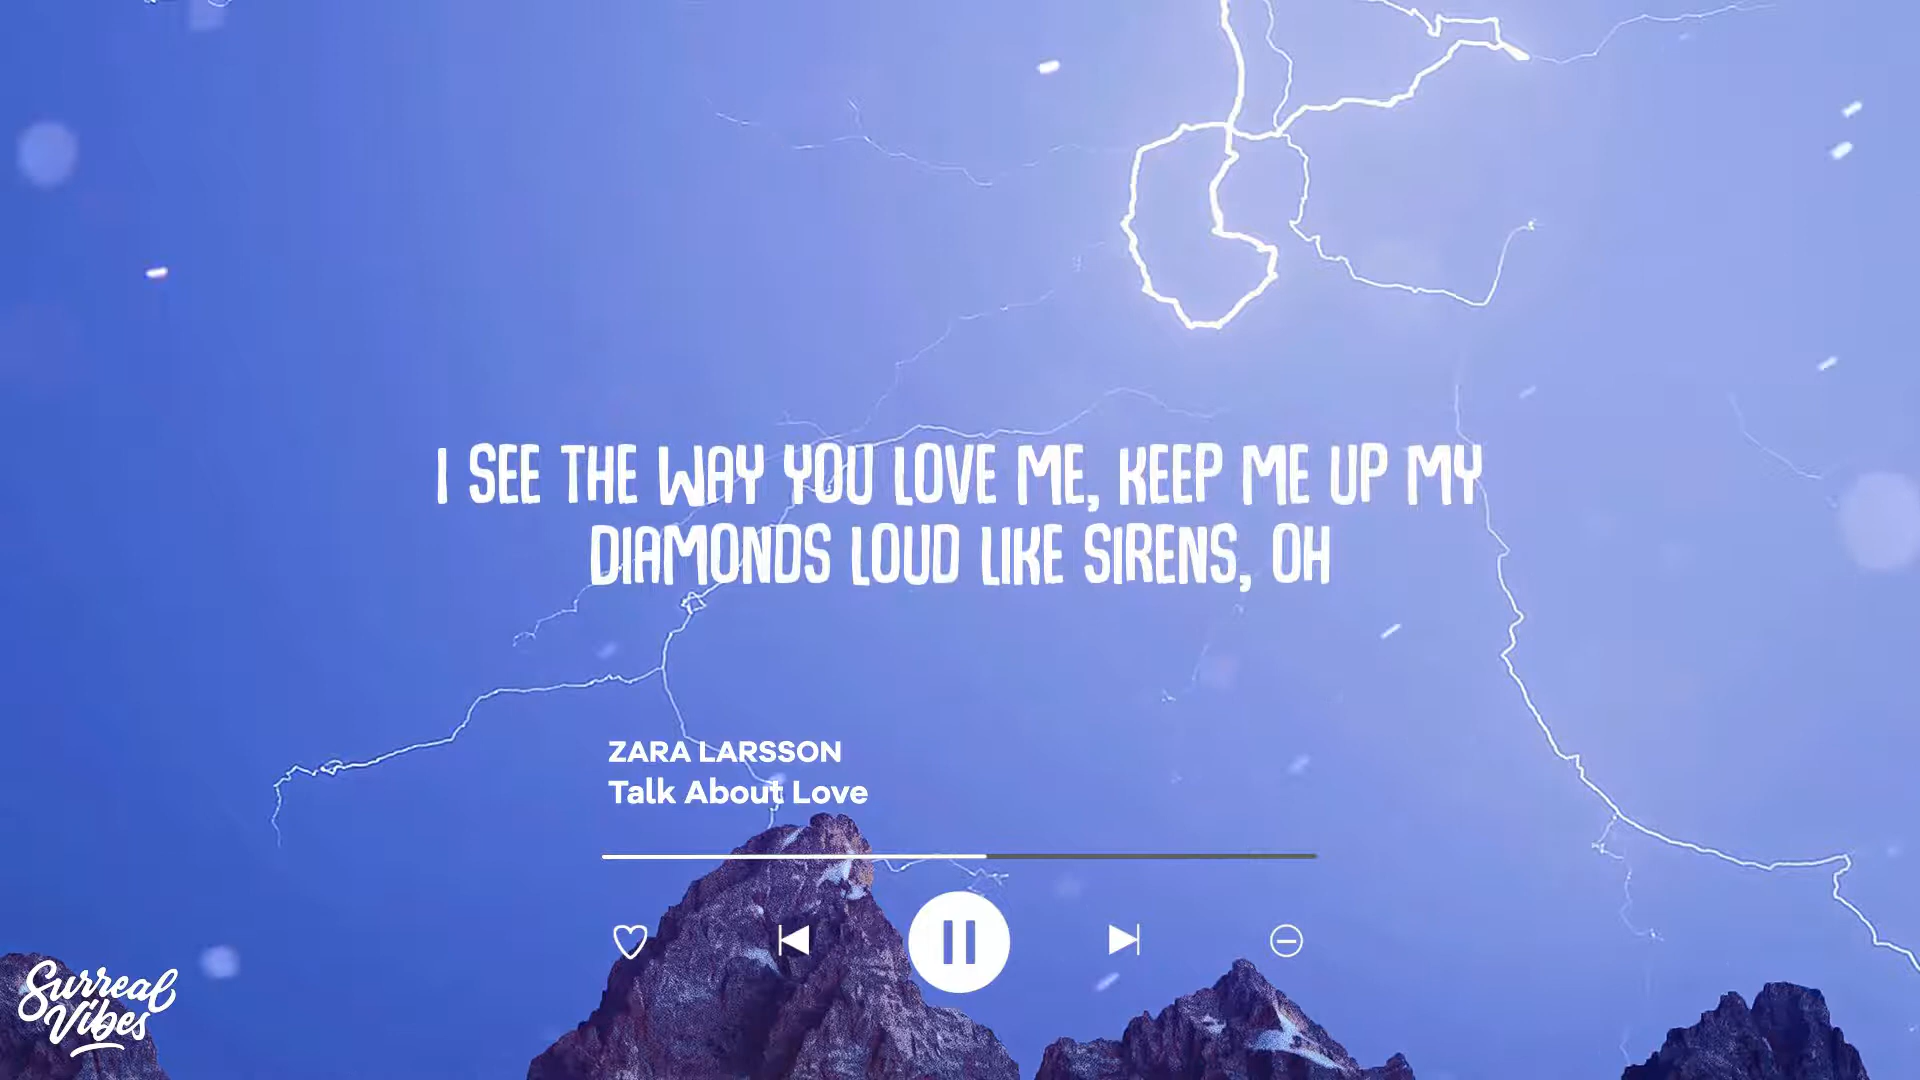 I SEE THE WAY YOU LOVE ME, KEEP ME UP MY
DIAMONDS LOUD LIKE SIRENS, OH
ZARA LARSSON
Talk About Love
Surreal
Vibes